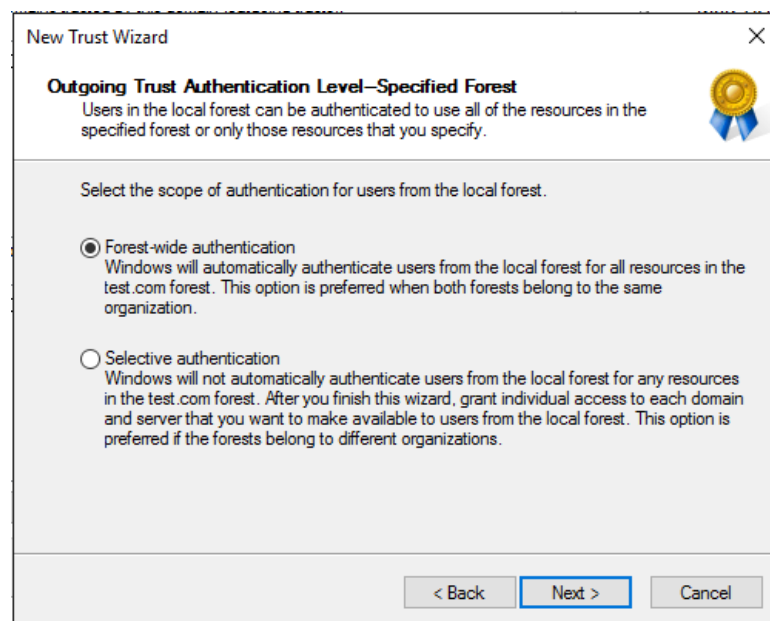 New Trust Wizard
Outgoing Trust Authentication Level–Specified Forest
Users in the local forest can be authenticated to use all of the resources in the
specified forest or only those resources that you specify.
Select the scope of authentication for users from the local forest.
Forest-wide authentication
Windows will automatically authenticate users from the local forest for all resources in the
test.com forest. This option is preferred when both forests belong to the same
organization.
Selective authentication
Windows will not automatically authenticate users from the local forest for any resources
in the test.com forest. After you finish this wizard, grant individual access to each domain
and server that you want to make available to users from the local forest. This option is
preferred if the forests belong to different organizations.
< Back
Next >
Cancel